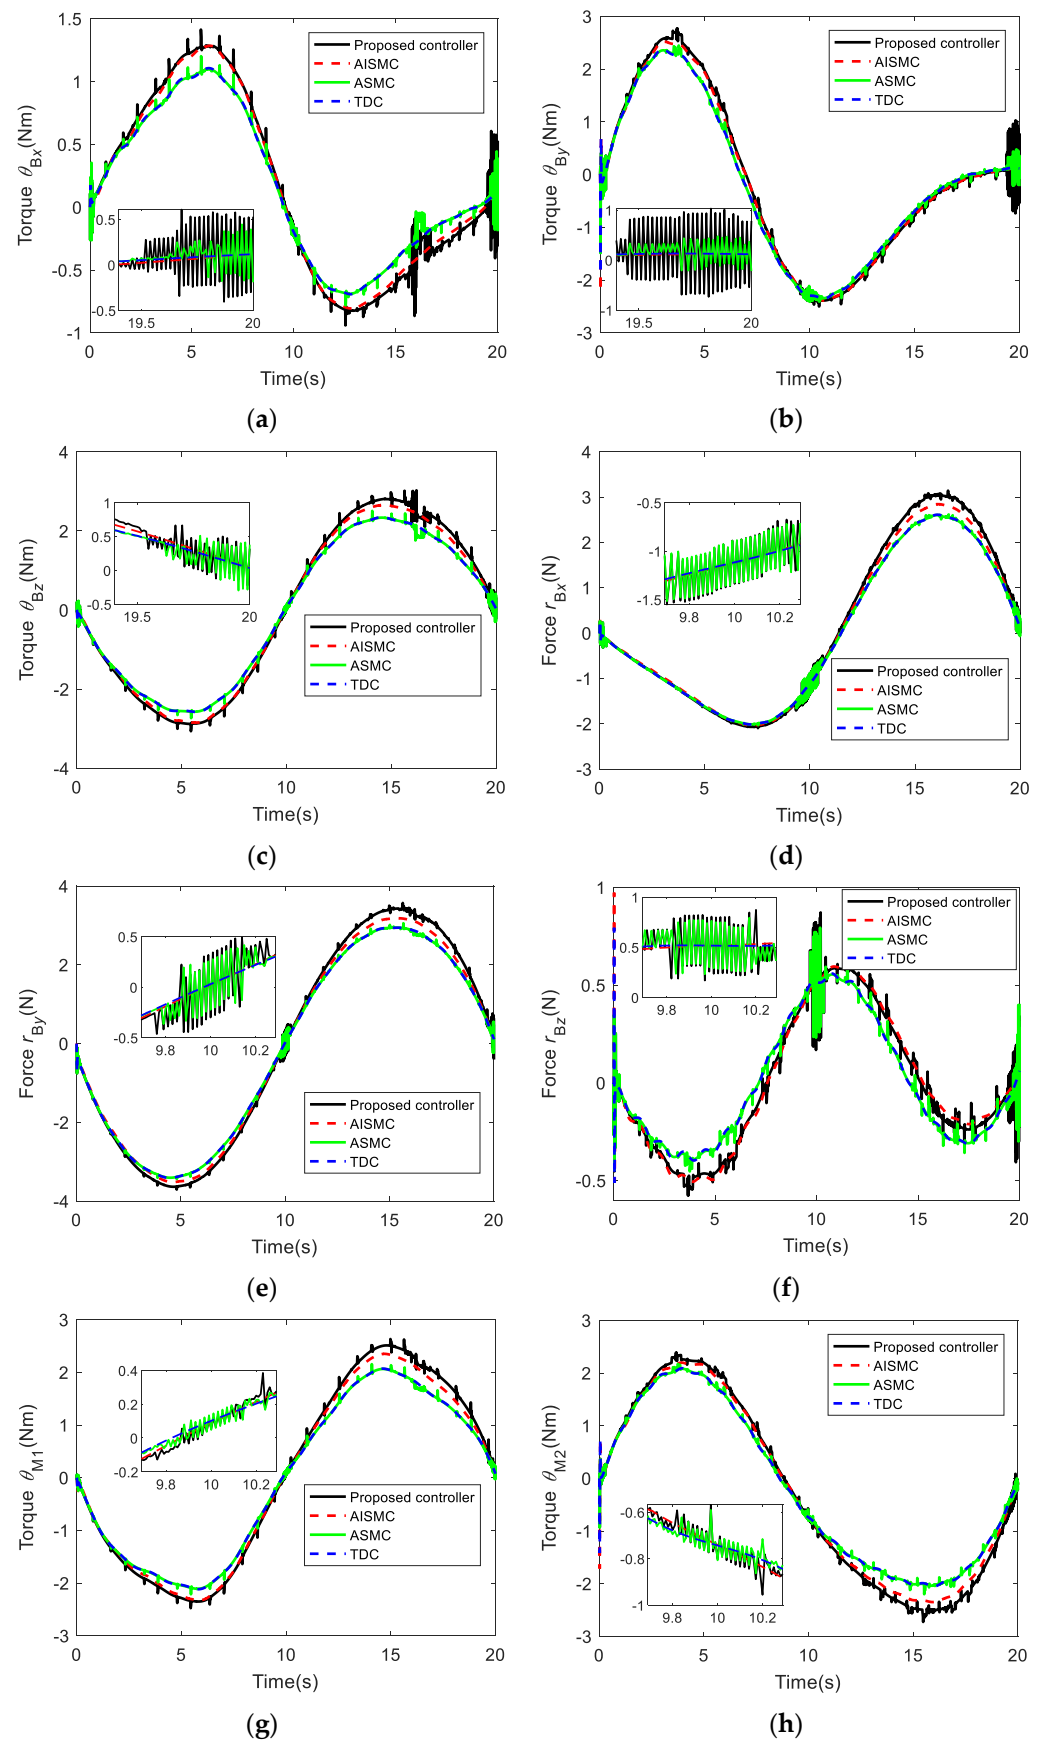 Torque θBx(Nm)
1.5
1
0.5
0
-0.5
-1
Proposed controller
AISMC
ASMC
TDC
0.5
0
-0.5
19.5 20
0 5 10 15 20
Time(s)
(a)
Torque θBy(Nm)
3
2
1
0
-1
-2
-3
Proposed controller
AISMC
ASMC
TDC
1
0
-1
19.5 20
0 5 10 15 20
Time(s)
(b)
Torque θBz(Nm)
4
2
0
-2
-4
1
0.5
0
-0.5
19.5 20
Proposed controller
AISMC
ASMC
TDC
0 5 10 15 20
Time(s)
(c)
Force rBx(N)
4
3
2
1
0
-1
-2
-3
-0.5
-1
-1.5
9.8 10 10.2
Proposed controller
AISMC
ASMC
TDC
0 5 10 15 20
Time(s)
(d)
Force rBy(N)
4
2
0
-2
-4
0.5
0
-0.5
9.8 10 10.2
Proposed controller
AISMC
ASMC
TDC
0 5 10 15 20
Time(s)
(e)
Force rBz(N)
1
0.5
0
-0.5
1
0.5
0
9.8 10 10.2
Proposed controller
AISMC
ASMC
TDC
0 5 10 15 20
Time(s)
(f)
Torque θM1(Nm)
3
2
1
0
-1
-2
-3
0.4
0.2
0
-0.2
9.8 10 10.2
Proposed controller
AISMC
ASMC
TDC
0 5 10 15 20
Time(s)
(g)
Torque θM2(Nm)
3
2
1
0
-1
-2
-3
Proposed controller
AISMC
ASMC
TDC
-0.6
-0.8
-1
9.8 10 10.2
0 5 10 15 20
Time(s)
(h)